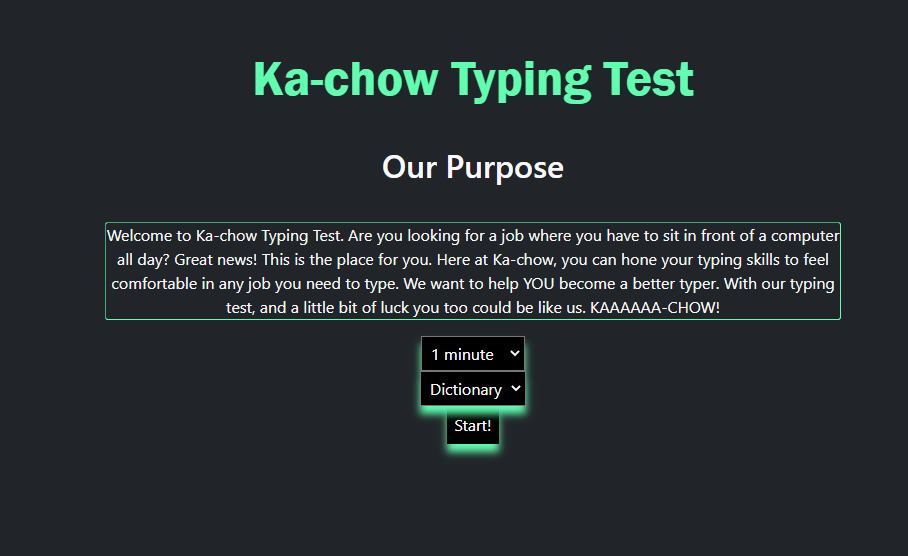 Ka-chow Typing Test
Our Purpose
Welcome to Ka-chow Typing Test. Are you looking for a job where you have to sit in front of a computer
all day? Great news! This is the place for you. Here at Ka-chow, you can hone your typing skills to feel
comfortable in any job you need to type. We want to help YOU become a better typer. With our typing
test, and a little bit of luck you too could be like us. KAAAAAA-CHOW!
1 minute
Dictionary
Start!